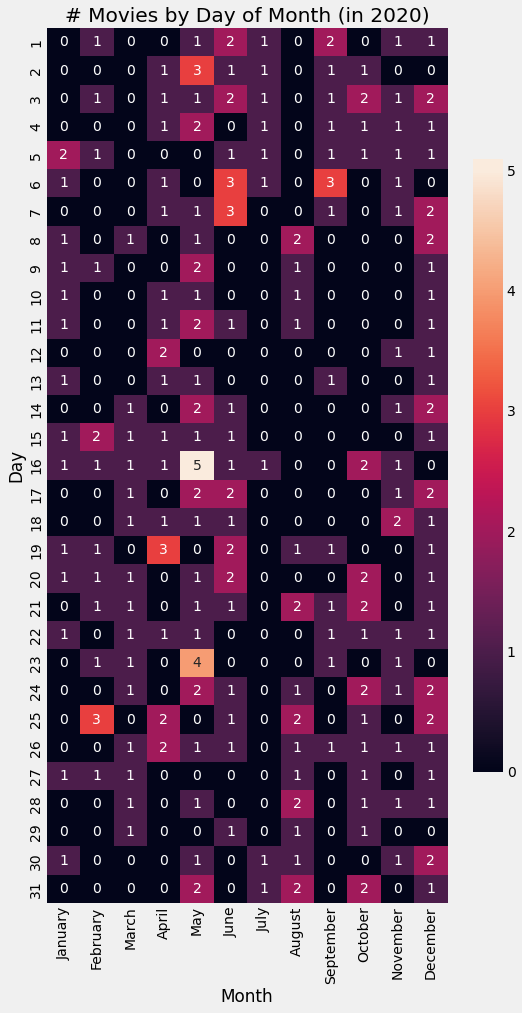 # Movies by Day of Month (in 2020)
1 0 1 0 0 1 2 1 0 2 0 1 1
2 0 0 0 1 3 1 1 0 1 1 0 0
3 0 1 0 1 1 2 1 0 1 2 1 2
4 0 0 0 1 2 0 1 0 1 1 1 1
5 2 1 0 0 0 1 1 0 1 1 1 1
6 1 0 0 1 0 3 1 0 3 0 1 0
7 0 0 0 1 1 3 0 0 1 0 1 2
8 1 0 1 0 1 0 0 2 0 0 0 2
9 1 1 0 0 2 0 0 1 0 0 0 1
10 1 0 0 1 1 0 0 1 0 0 0 1
11 1 0 0 1 2 1 0 1 0 0 0 1
12 0 0 0 2 0 0 0 0 0 0 1 1
13 1 0 0 1 1 0 0 0 1 0 0 1
14 0 0 1 0 2 1 0 0 0 0 1 2
15 1 2 1 1 1 1 0 0 0 0 0 1
16 1 1 1 1 5 1 1 0 0 2 1 0
17 0 0 1 0 2 2 0 0 0 0 1 2
18 0 0 1 1 1 1 0 0 0 0 2 1
19 1 1 0 3 0 2 0 1 1 0 0 1
20 1 1 1 0 1 2 0 0 0 2 0 1
21 0 1 1 0 1 1 0 2 1 2 0 1
22 1 0 1 1 1 0 0 0 1 1 1 1
23 0 1 1 0 4 0 0 0 1 0 1 0
24 0 0 1 0 2 1 0 1 0 2 1 2
25 0 3 0 2 0 1 0 2 0 1 0 2
26 0 0 1 2 1 1 0 1 1 1 1 1
27 1 1 1 0 0 0 0 1 0 1 0 1
28 0 0 1 0 1 0 0 2 0 1 1 1
29 0 0 1 0 0 1 0 1 0 1 0 0
30 1 0 0 0 1 0 1 1 0 0 1 2
31 0 0 0 0 2 0 1 2 0 2 0 1
Day
January February March April May June July August September October November December
Month
5
4
3
2
1
0